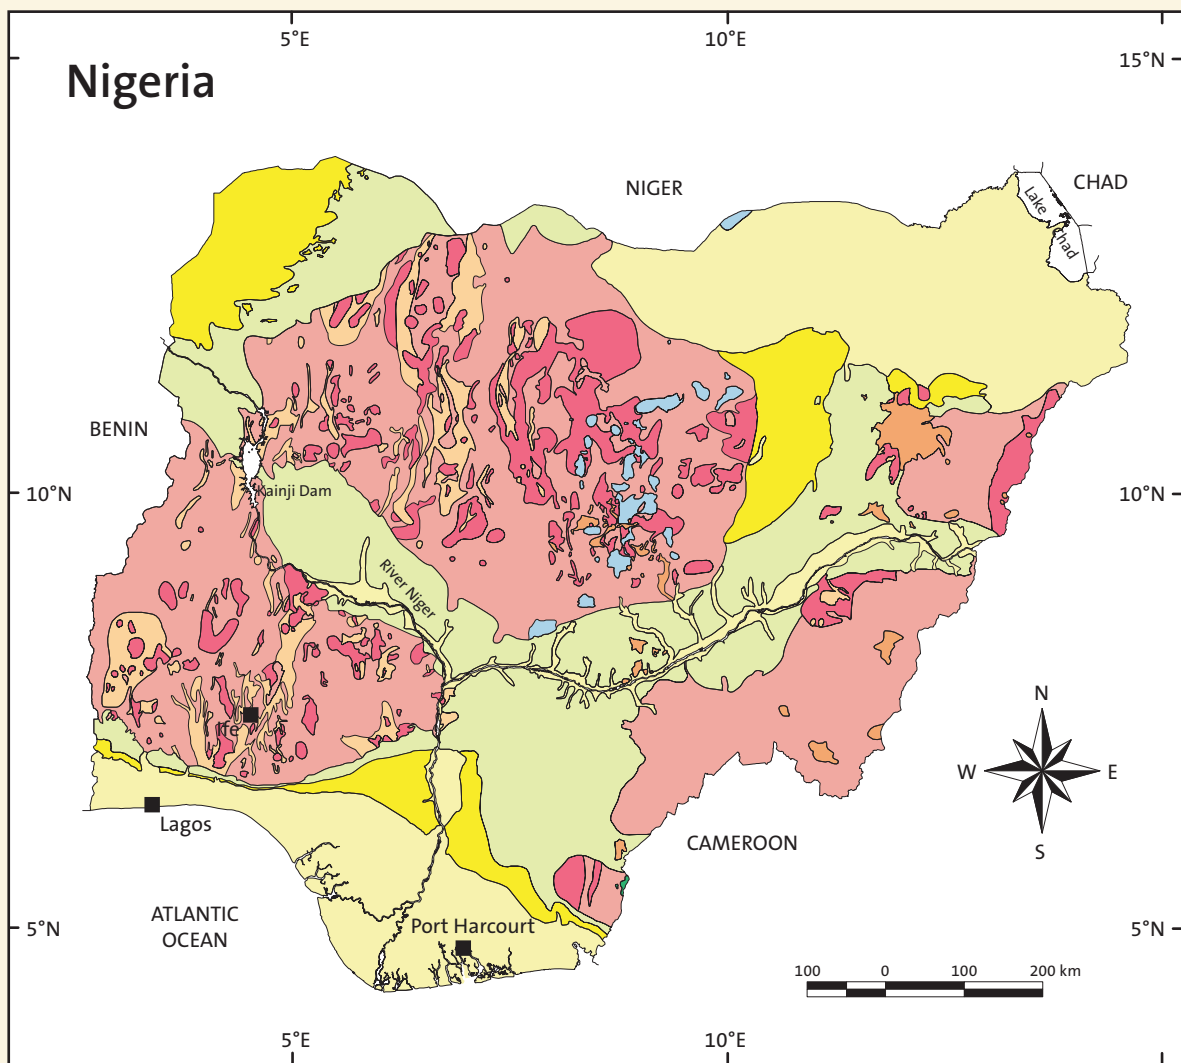 5°E
10°E
15°N
Nigeria
NIGER
CHAD
Lake
Chad
BENIN
10°N
10°N
Kainji Dam
River Niger
Ife
N
W
E
S
Lagos
CAMEROON
ATLANTIC
OCEAN
Port Harcourt
5°N
5°N
100 0 100 200 km
5°E
10°E